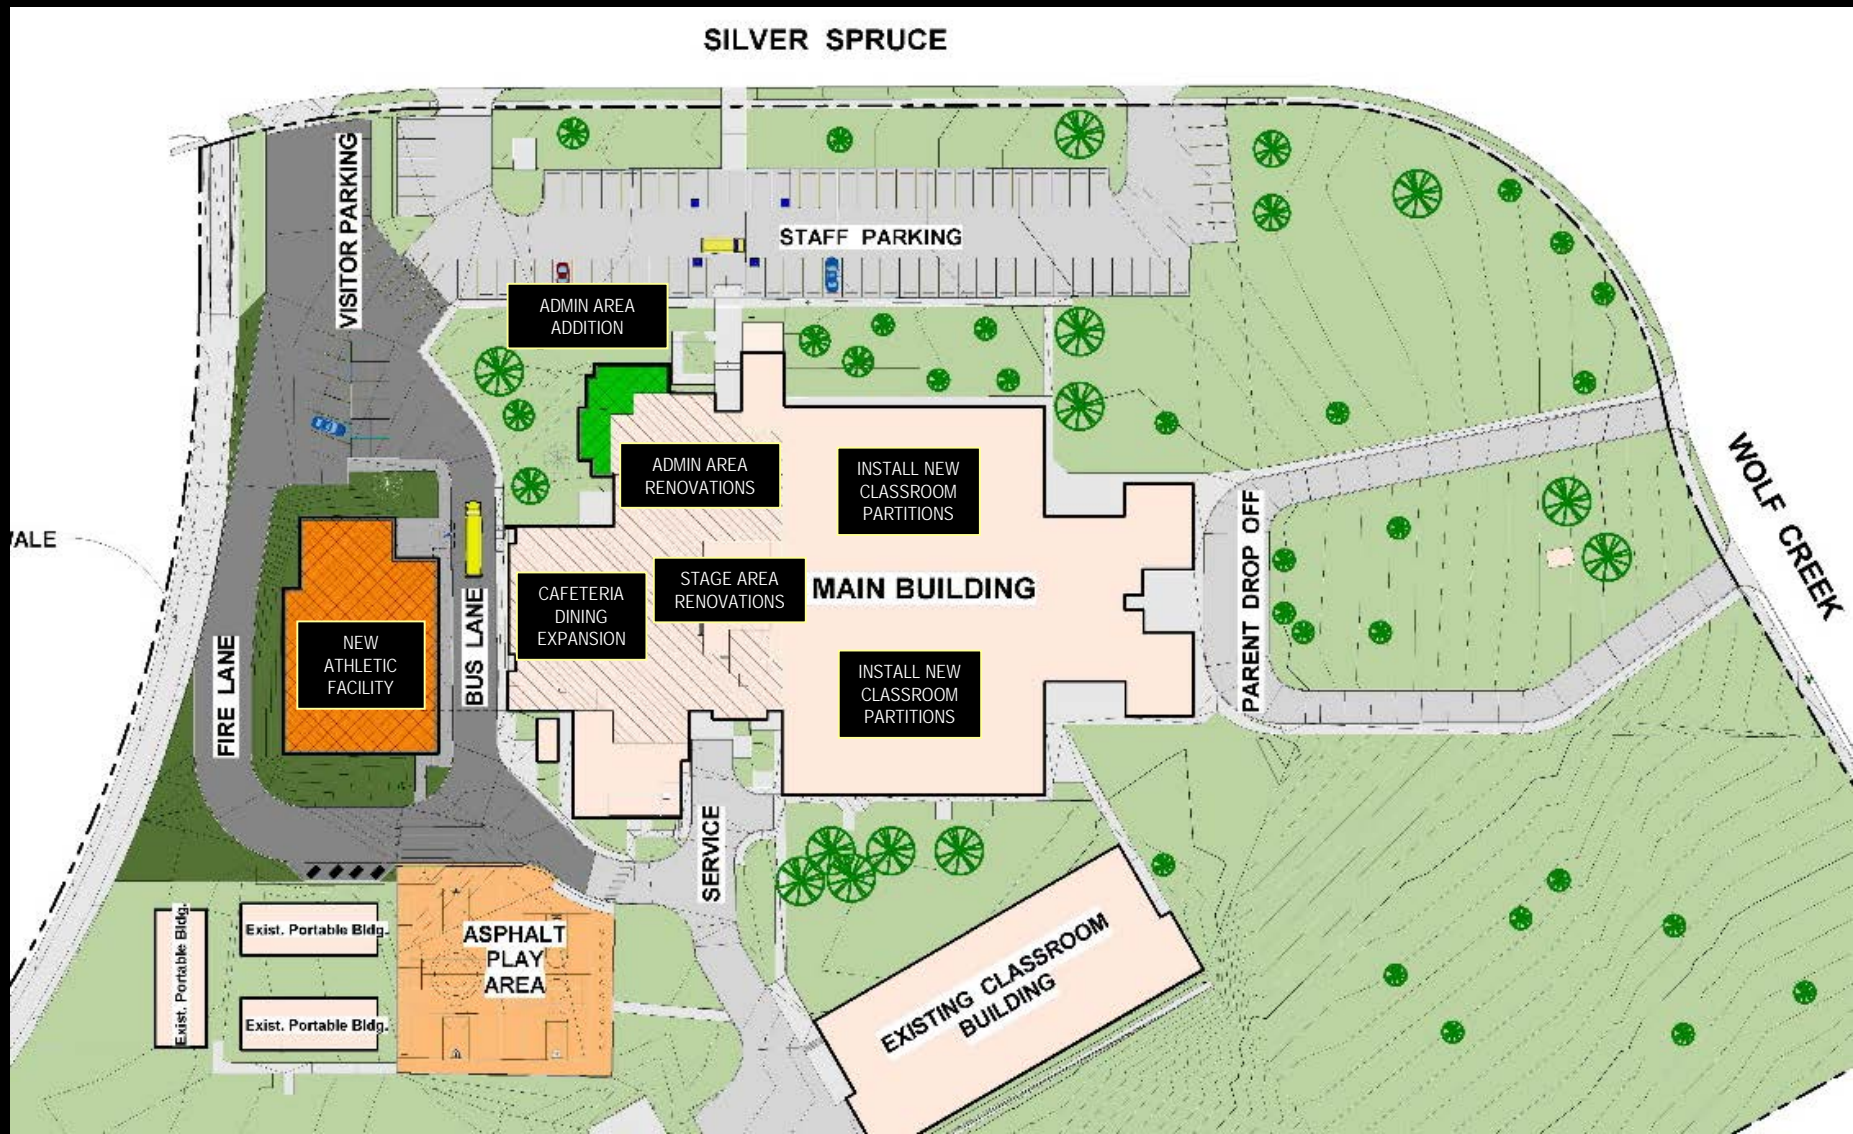 SILVER SPRUCE
VISITOR PARKING
STAFF PARKING
ADMIN AREA
ADDITION
ADMIN AREA
RENOVATIONS
INSTALL NEW
CLASSROOM
PARTITIONS
WOLF CREEK
PARENT DROP OFF
STAGE AREA
RENOVATIONS
MAIN BUILDING
CAFETERIA
DINING
EXPANSION
NEW
ATHLETIC
FACILITY
FIRE LANE
BUS LANE
INSTALL NEW
CLASSROOM
PARTITIONS
SERVICE
Exist. Portable Bldg.
Exist. Portable Bldg.
Exist. Portable Bldg.
ASPHALT
PLAY
AREA
EXISTING CLASSROOM
BUILDING